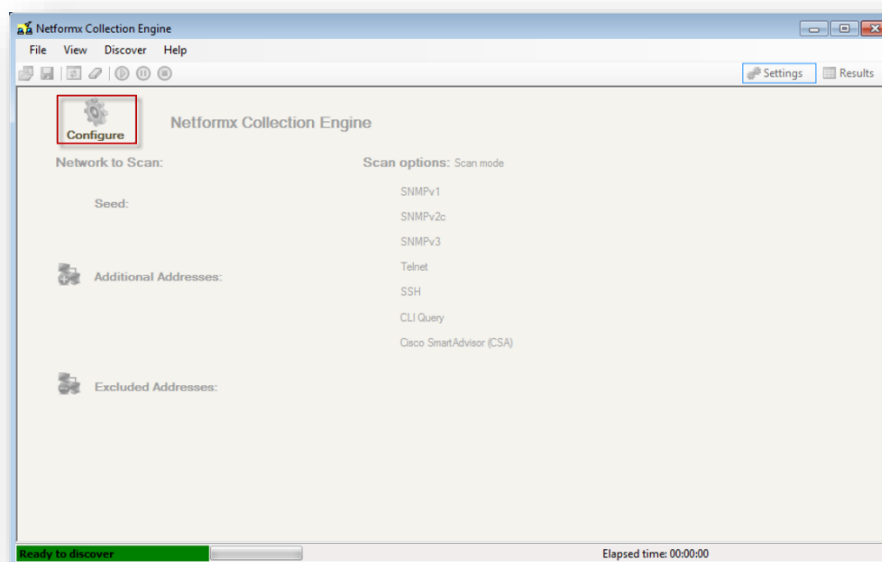 Netformx Collection Engine
File View Discover Help
Settings Results
Configure
Netformx Collection Engine
Network to Scan:
Scan options: Scan mode
Seed:
SNMPv1
SNMPv2c
SNMPv3
Additional Addresses:
Telnet
SSH
CLI Query
Cisco SmartAdvisor (CSA)
Excluded Addresses:
Ready to discover
Elapsed time: 00:00:00